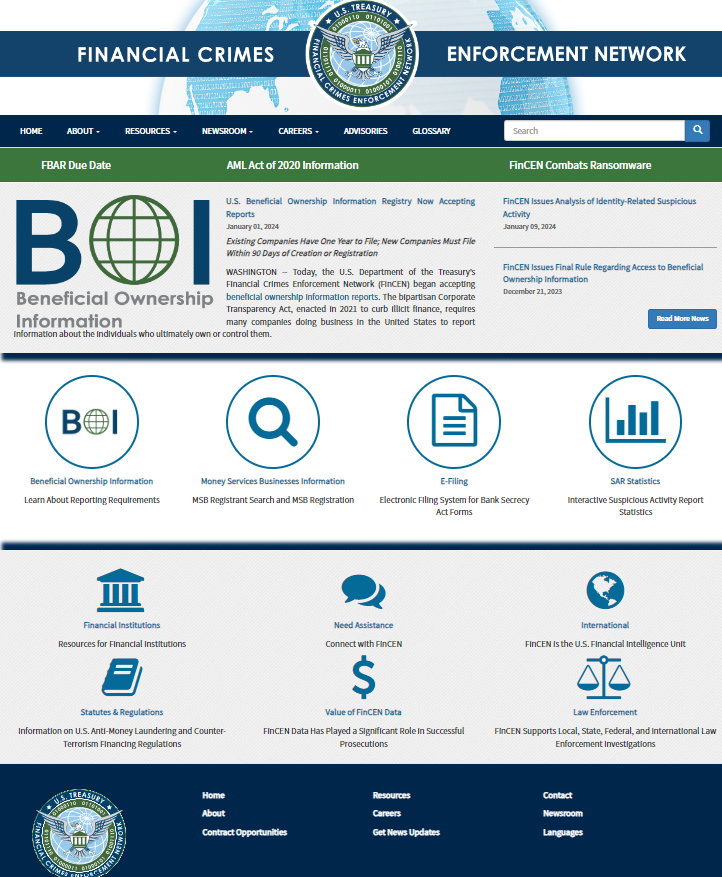 FINANCIAL CRIMES
ENFORCEMENT NETWORK
U.S. TREASURY
FINANCIAL CRIMES ENFORCEMENT NETWORK
HOME
ABOUT
RESOURCES
NEWSROOM
CAREERS
ADVISORIES
GLOSSARY
Search
FBAR Due Date
AML Act of 2020 Information
FinCEN Combats Ransomware
BOI
Beneficial Ownership
Information
U.S. Beneficial Ownership Information Registry Now Accepting
Reports
January 01, 2024
Existing Companies Have One Year to File; New Companies Must File
Within 90 Days of Creation or Registration
WASHINGTON -- Today, the U.S. Department of the Treasury's
Financial Crimes Enforcement Network (FinCEN) began accepting
beneficial ownership information reports. The bipartisan Corporate
Transparency Act, enacted in 2021 to curb illicit finance, requires
many companies doing business in the United States to report
information about the individuals who ultimately own or control them.
FinCEN Issues Analysis of Identity-Related Suspicious
Activity
January 09, 2024
FinCEN Issues Final Rule Regarding Access to Beneficial
Ownership Information
December 21, 2023
Read More News
BOI
Beneficial Ownership Information
Learn About Reporting Requirements
Money Services Businesses Information
MSB Registrant Search and MSB Registration
E-Filing
Electronic Filing System for Bank Secrecy
Act Forms
SAR Statistics
Interactive Suspicious Activity Report
Statistics
Financial Institutions
Resources for Financial Institutions
Need Assistance
Connect with FinCEN
International
FinCEN is the U.S. Financial Intelligence Unit
Statutes & Regulations
Information on U.S. Anti-Money Laundering and Counter-
Terrorism Financing Regulations
Value of FinCEN Data
FinCEN Data Has Played a Significant Role in Successful
Prosecutions
Law Enforcement
FinCEN Supports Local, State, Federal, and International Law
Enforcement Investigations
U.S. TREASURY
Home
About
Contract Opportunities
Resources
Careers
Get News Updates
Contact
Newsroom
Languages